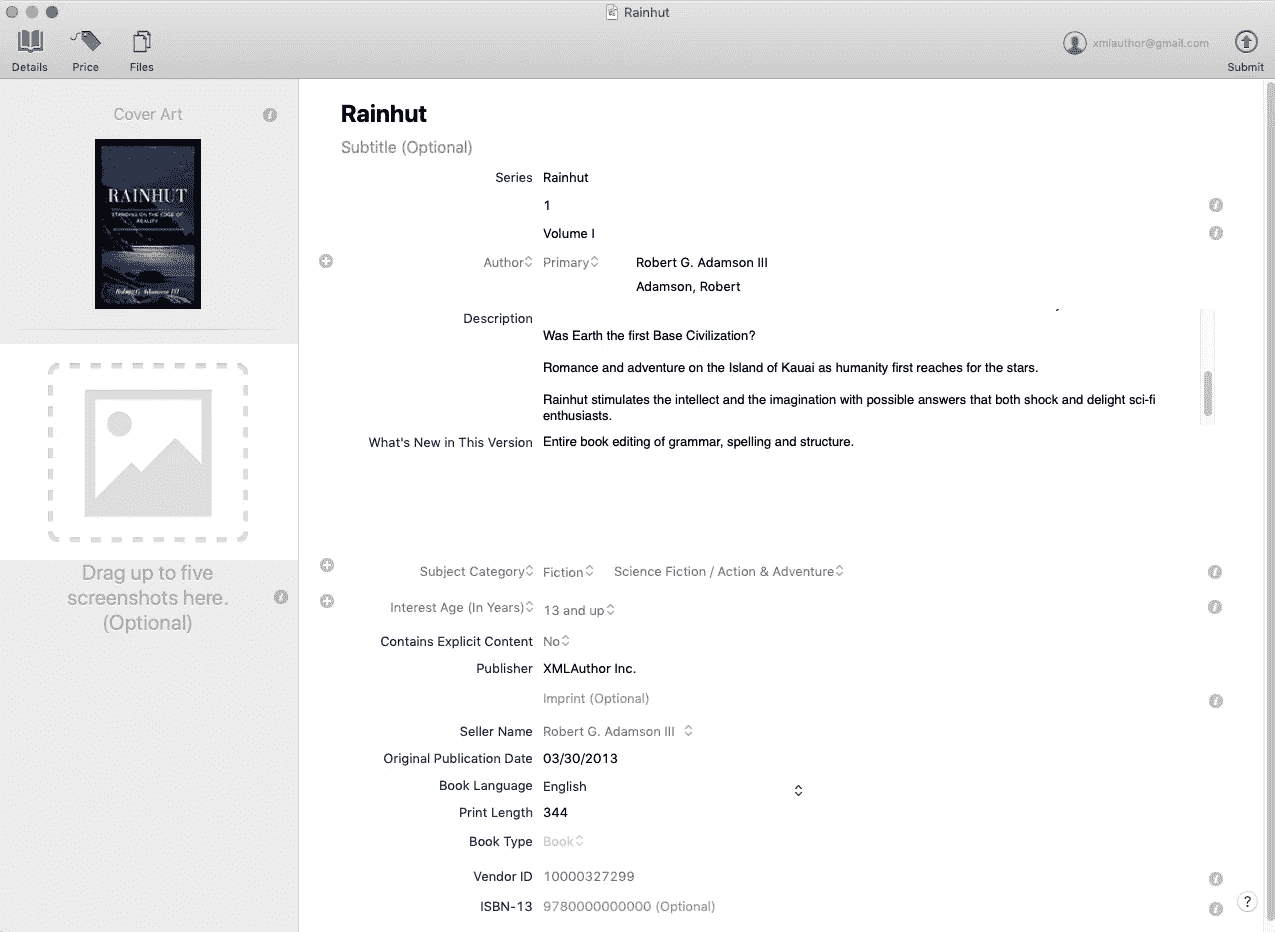 Rainhut
Details
Price
Files
xmlauthor@gmail.com
Submit
Cover Art
RAINHUT
STANDING ON THE EDGE OF
REALITY
Robert G. Adamson III
Drag up to five
screenshots here.
(Optional)
Rainhut
Subtitle (Optional)
Series Rainhut
1
Volume I
Author Primary Robert G. Adamson III
Adamson, Robert
Description
Was Earth the first Base Civilization?
Romance and adventure on the Island of Kauai as humanity first reaches for the stars.
Rainhut stimulates the intellect and the imagination with possible answers that both shock and delight sci-fi
enthusiasts.
What's New in This Version Entire book editing of grammar, spelling and structure.
Subject Category Fiction Science Fiction / Action & Adventure
Interest Age (In Years) 13 and up
Contains Explicit Content No
Publisher XMLAuthor Inc.
Imprint (Optional)
Seller Name Robert G. Adamson III
Original Publication Date 03/30/2013
Book Language English
Print Length 344
Book Type Book
Vendor ID 10000327299
ISBN-13 9780000000000 (Optional)
?